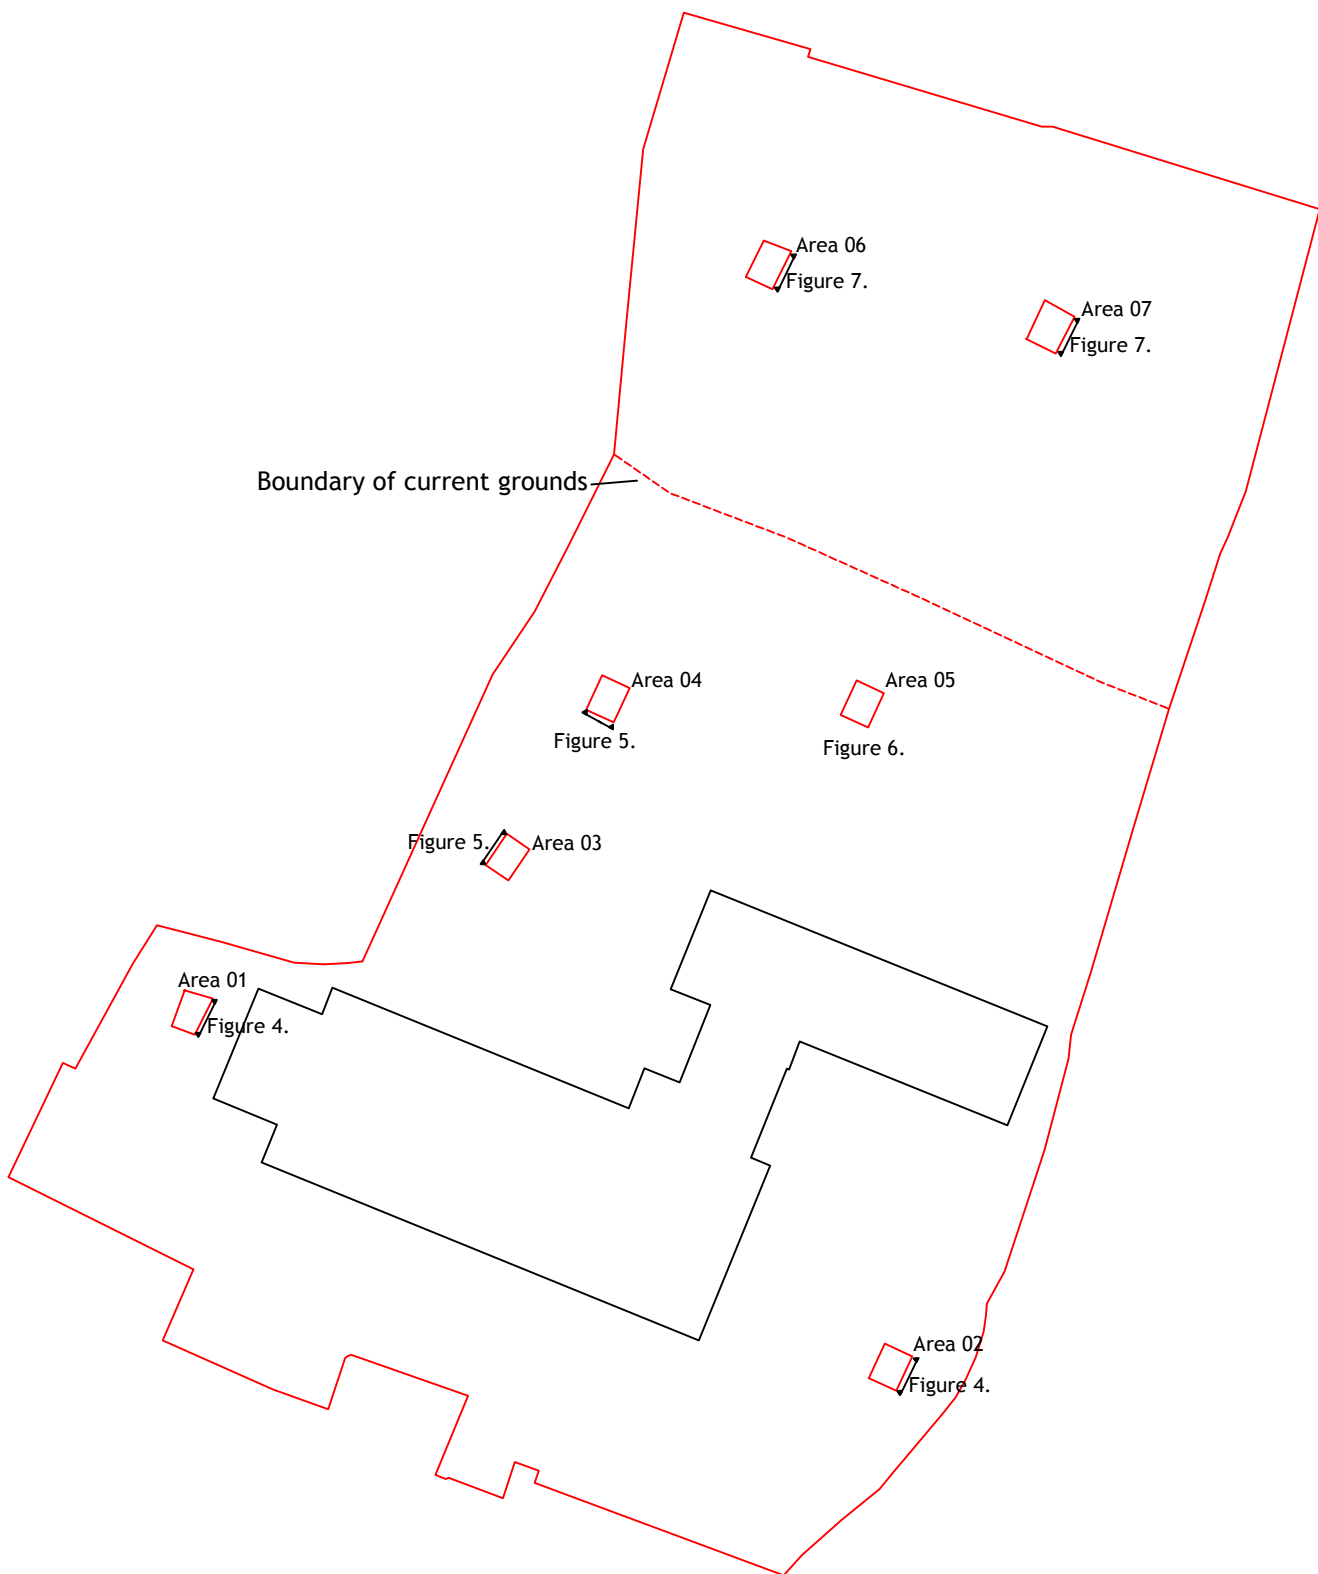 Area 06
Figure 7.
Area 07
Figure 7.
Boundary of current grounds
Area 04
Figure 5.
Area 05
Figure 6.
Figure 5.
Area 03
Area 01
Figure 4.
Area 02
Figure 4.